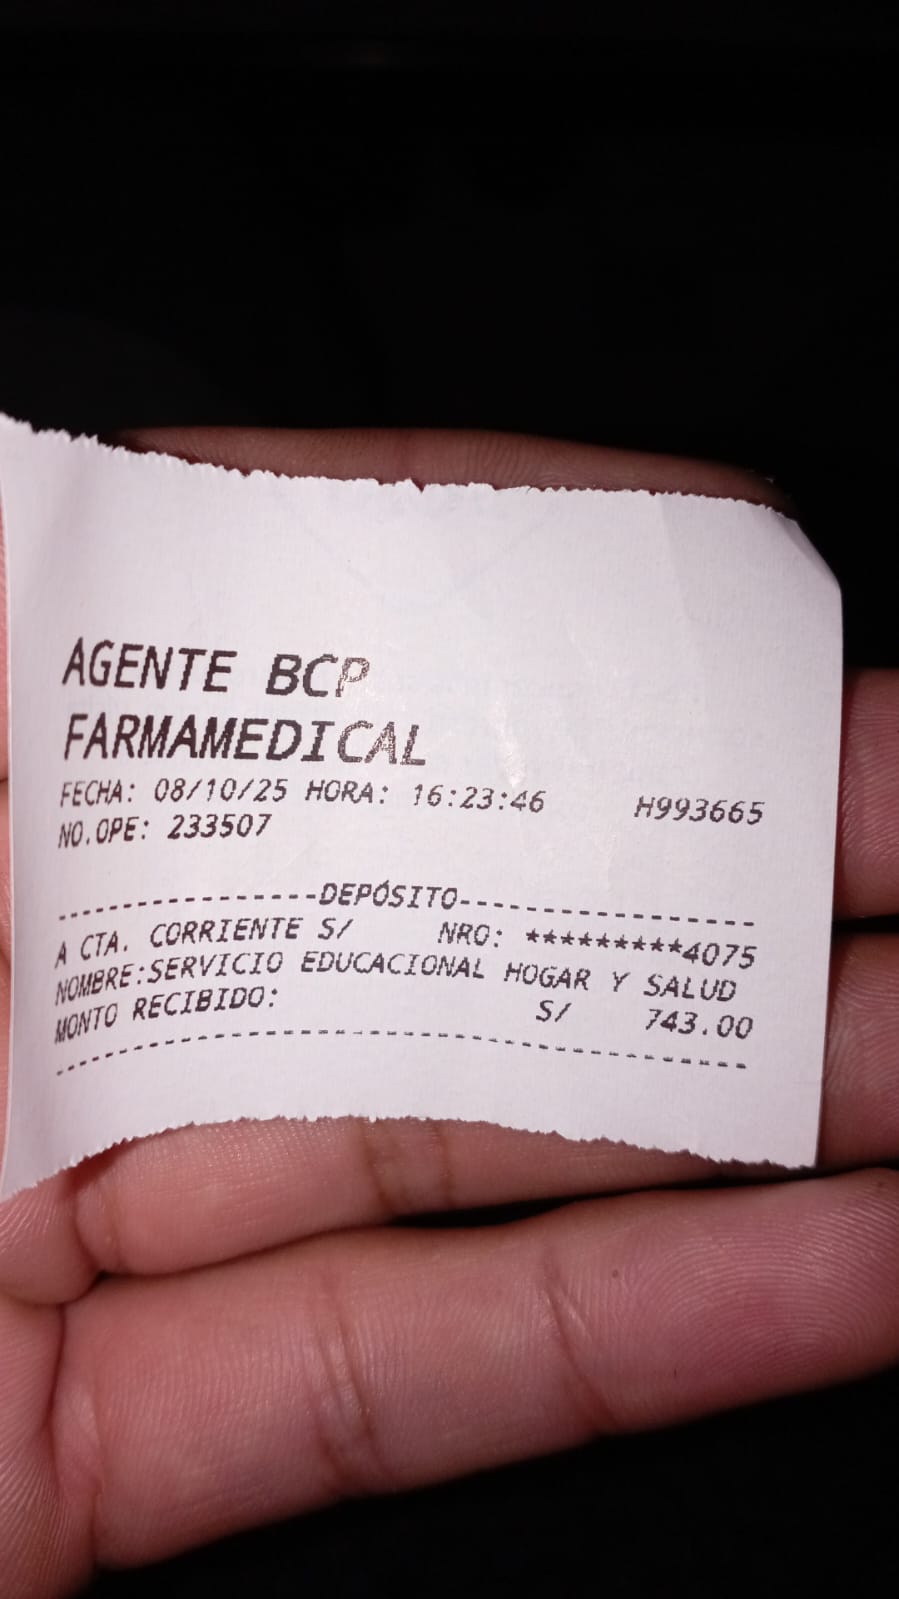 AGENTE BCP
FARMAMEDICAL
FECHA: 08/10/25 HORA: 16:23:46 H993665
NO.OPE: 233507
-----------------DEPÓSITO-----------------
A CTA. CORRIENTE S/ NRO: *********4075
NOMBRE:SERVICIO EDUCACIONAL HOGAR Y SALUD
MONTO RECIBIDO: S/ 743.00